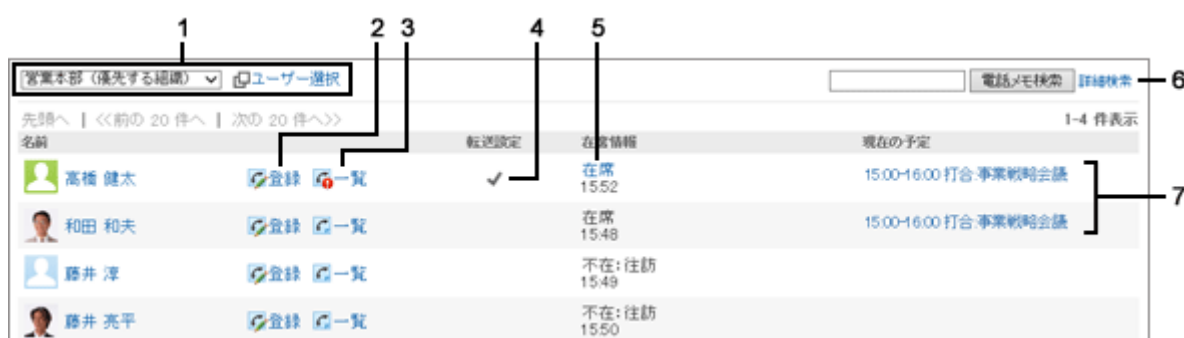 1 2 3 4 5
営業本部（優先する組織） ユーザー選択 電話メモ検索 詳細検索 6
先頭へ | <<前の 20 件へ | 次の 20 件へ>> 1-4 件表示
名前 転送設定 在席情報 現在の予定
高橋 健太 登録 一覧 在席 15:00-16:00 打合:事業戦略会議
15:52
7
和田 和夫 登録 一覧 在席 15:00-16:00 打合:事業戦略会議
15:48
藤井 淳 登録 一覧 不在:往訪
15:49
藤井 亮平 登録 一覧 不在:往訪
15:50